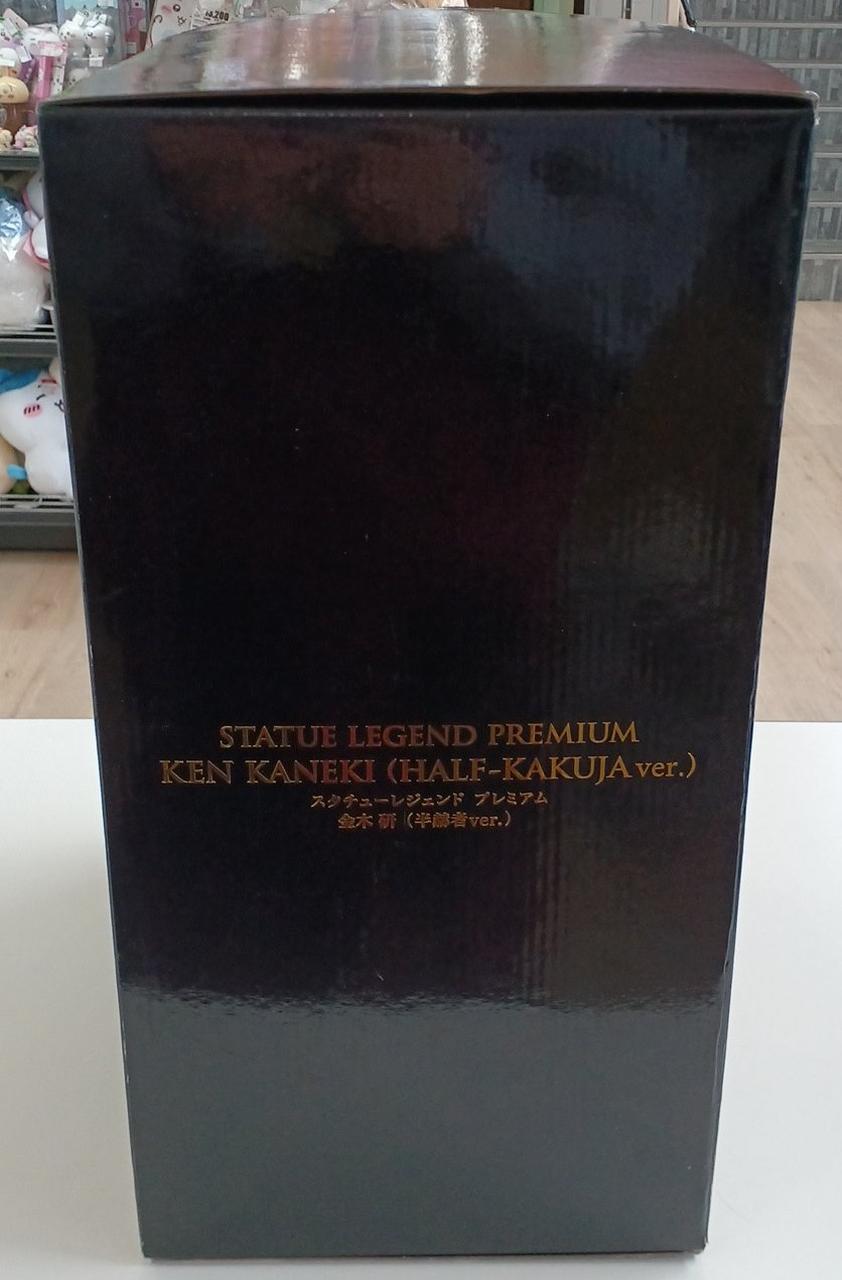 STATUE LEGEND PREMIUM
KEN KANEKI (HALF-KAKUJA ver.)
スタチューレジェンド プレミアム
金木 研 (半赫者ver.)